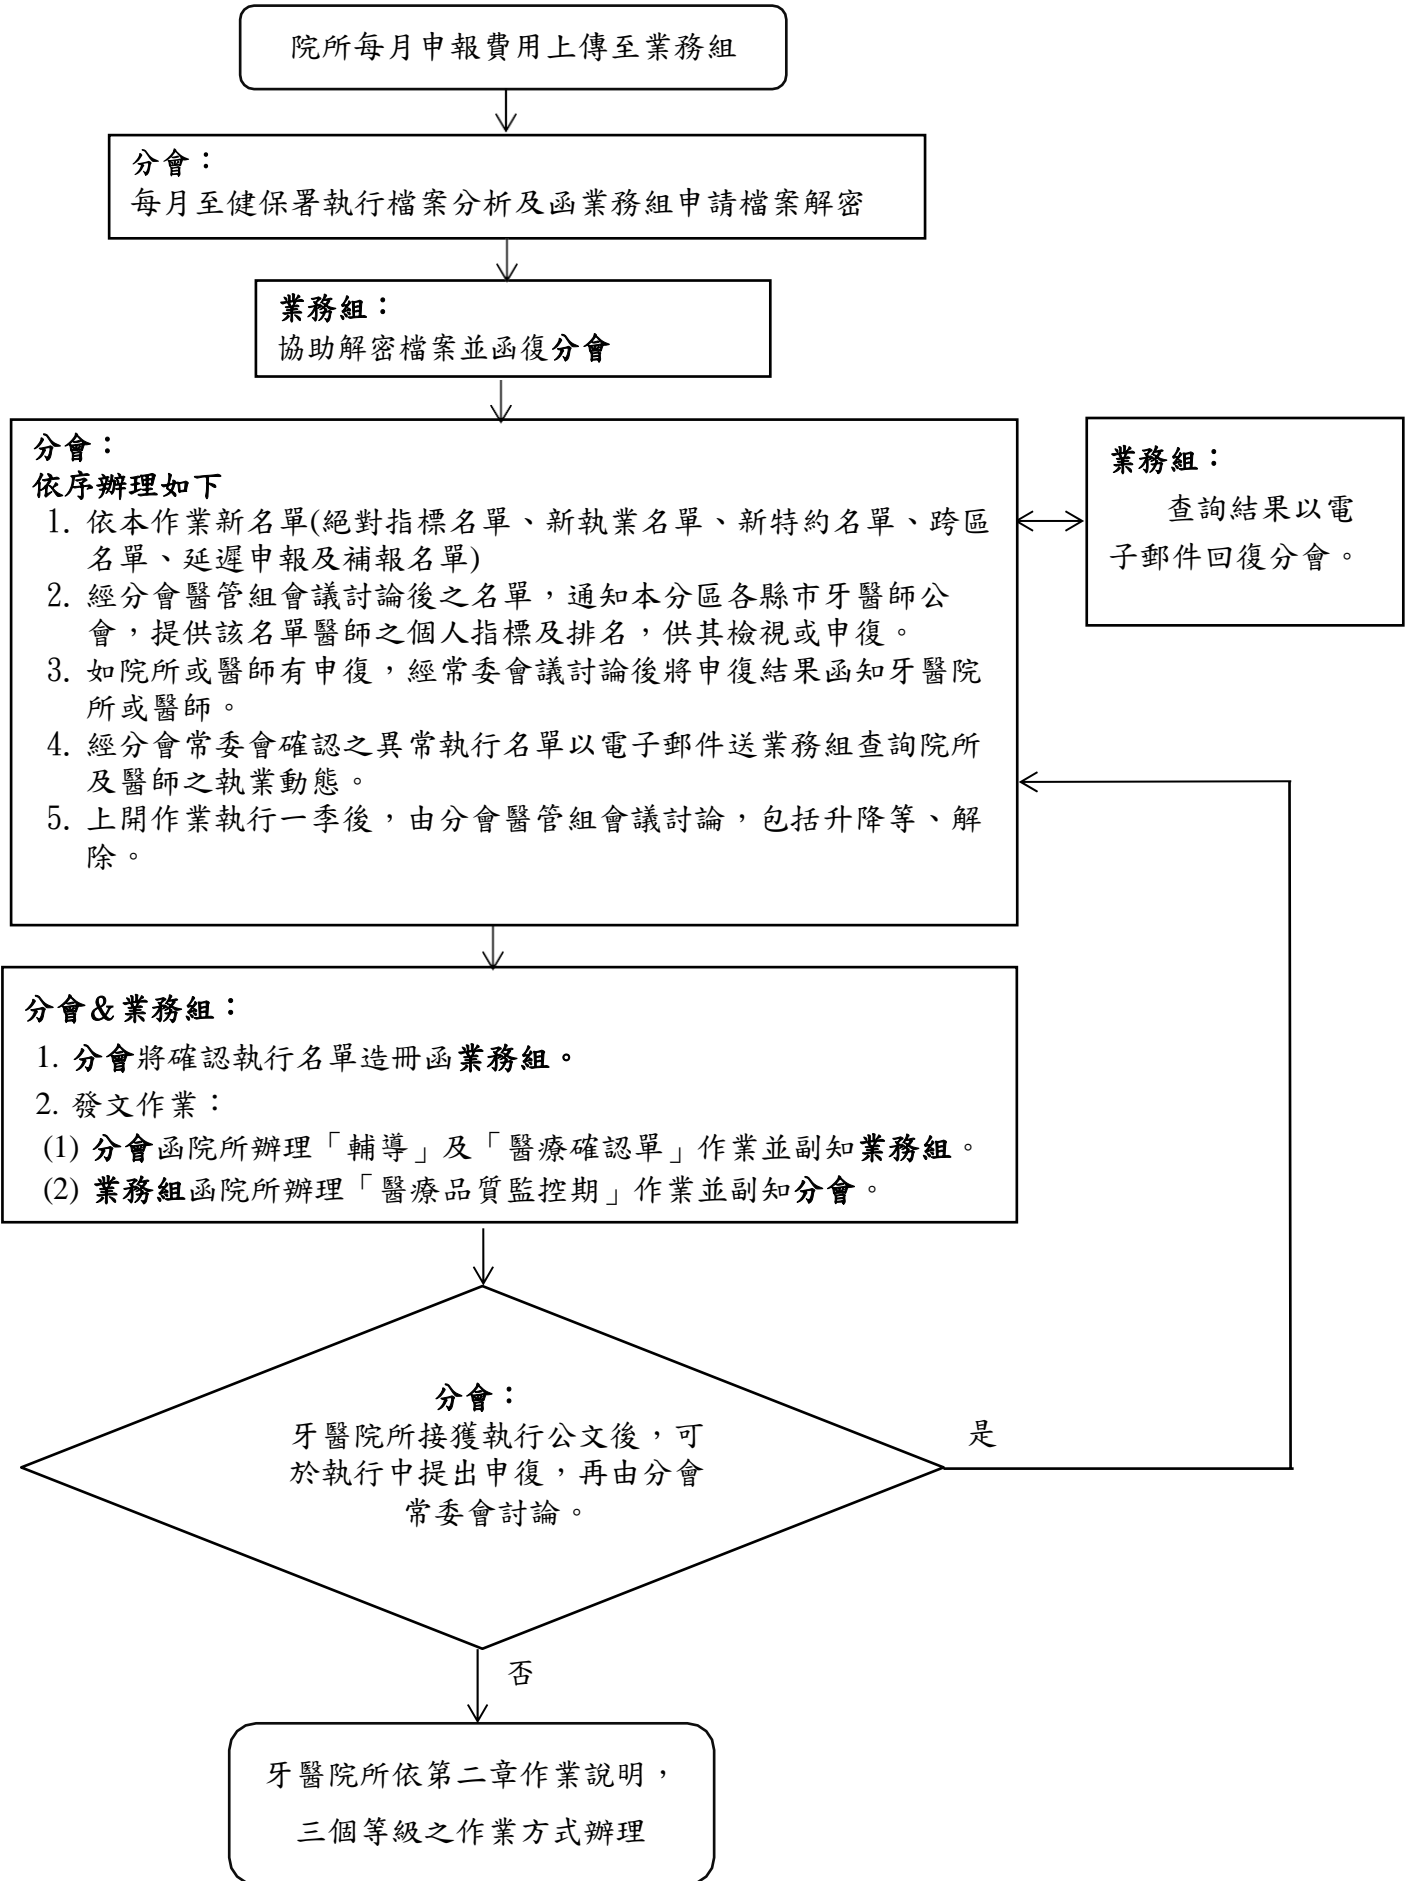 院所每月申報費用上傳至業務組
分會：
每月至健保署執行檔案分析及函業務組申請檔案解密
業務組：
協助解密檔案並函復分會
分會：
依序辦理如下
1. 依本作業新名單(絕對指標名單、新執業名單、新特約名單、跨區
名單、延遲申報及補報名單)
2. 經分會醫管組會議討論後之名單，通知本分區各縣市牙醫師公
會，提供該名單醫師之個人指標及排名，供其檢視或申復。
3. 如院所或醫師有申復，經常委會議討論後將申復結果函知牙醫院
所或醫師。
4. 經分會常委會確認之異常執行名單以電子郵件送業務組查詢院所
及醫師之執業動態。
5. 上開作業執行一季後，由分會醫管組會議討論，包括升降等、解
除。
業務組：
查詢結果以電
子郵件回復分會。
分會&業務組：
1. 分會將確認執行名單造冊函業務組。
2. 發文作業：
(1) 分會函院所辦理「輔導」及「醫療確認單」作業並副知業務組。
(2) 業務組函院所辦理「醫療品質監控期」作業並副知分會。
分會：
牙醫院所接獲執行公文後，可
於執行中提出申復，再由分會
常委會討論。
是
否
牙醫院所依第二章作業說明，
三個等級之作業方式辦理